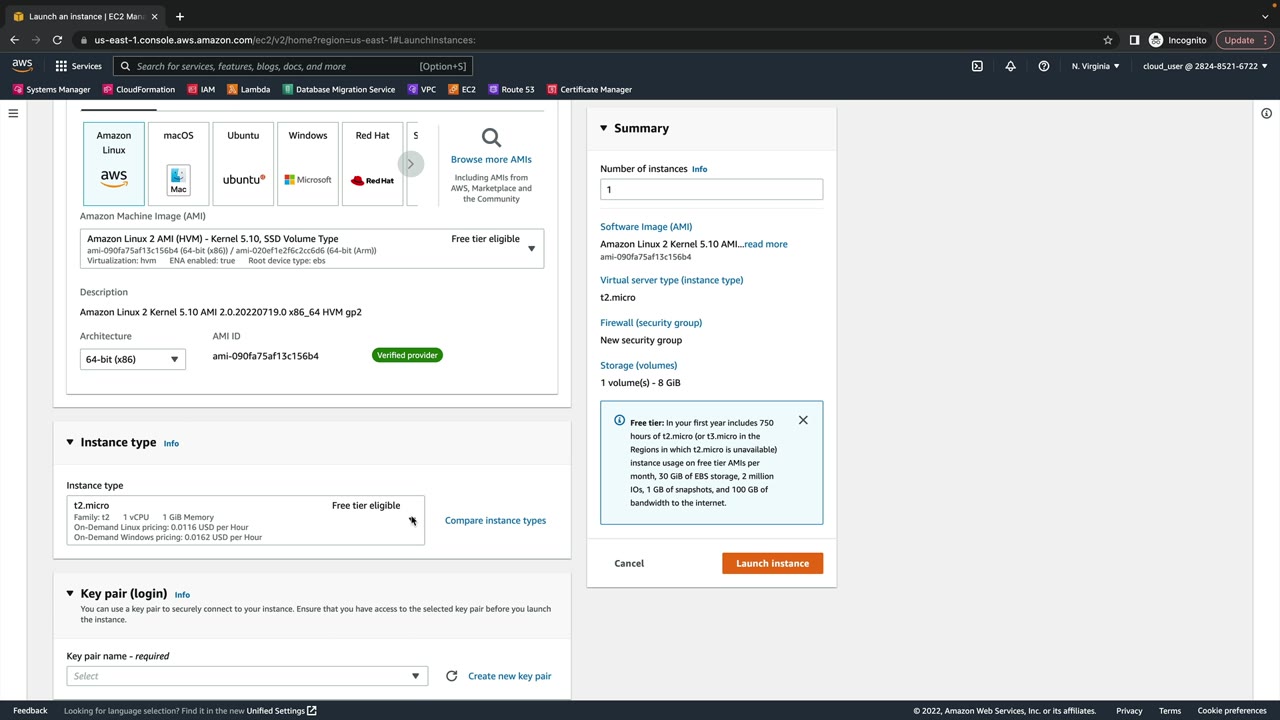 Launch an instance | EC2 Man
us-east-1.console.aws.amazon.com/ec2/v2/home?region=us-east-1#LaunchInstances:
Incognito
Update
aws
Services
Search for services, features, blogs, docs, and more
[Option+S]
N. Virginia
cloud_user @ 2824-8521-6722
Systems Manager
CloudFormation
IAM
Lambda
Database Migration Service
VPC
EC2
Route 53
Certificate Manager
Amazon
Linux
aws
macOS
Mac
Ubuntu
ubuntu
Windows
Microsoft
Red Hat
RedHat
S
Browse more AMIs
Including AMIs from
AWS, Marketplace and
the Community
Amazon Machine Image (AMI)
Amazon Linux 2 AMI (HVM) - Kernel 5.10, SSD Volume Type
Free tier eligible
ami-090fa75af13c156b4 (64-bit (x86)) / ami-020ef1e2f6c2cc6d6 (64-bit (Arm))
Virtualization: hvm ENA enabled: true Root device type: ebs
Description
Amazon Linux 2 Kernel 5.10 AMI 2.0.20220719.0 x86_64 HVM gp2
Architecture
AMI ID
64-bit (x86)
ami-090fa75af13c156b4
Verified provider
Instance type Info
Instance type
t2.micro
Free tier eligible
Family: t2 1 vCPU 1 GiB Memory
On-Demand Linux pricing: 0.0116 USD per Hour
On-Demand Windows pricing: 0.0162 USD per Hour
Compare instance types
Key pair (login) Info
You can use a key pair to securely connect to your instance. Ensure that you have access to the selected key pair before you launch
the instance.
Key pair name - required
Select
Create new key pair
Summary
Number of instances Info
1
Software Image (AMI)
Amazon Linux 2 Kernel 5.10 AMI...read more
ami-090fa75af13c156b4
Virtual server type (instance type)
t2.micro
Firewall (security group)
New security group
Storage (volumes)
1 volume(s) - 8 GiB
Free tier: In your first year includes 750
hours of t2.micro (or t3.micro in the
Regions in which t2.micro is unavailable)
instance usage on free tier AMIs per
month, 30 GiB of EBS storage, 2 million
IOs, 1 GB of snapshots, and 100 GB of
bandwidth to the internet.
Cancel
Launch instance
Feedback
Looking for language selection? Find it in the new Unified Settings
© 2022, Amazon Web Services, Inc. or its affiliates.
Privacy
Terms
Cookie preferences